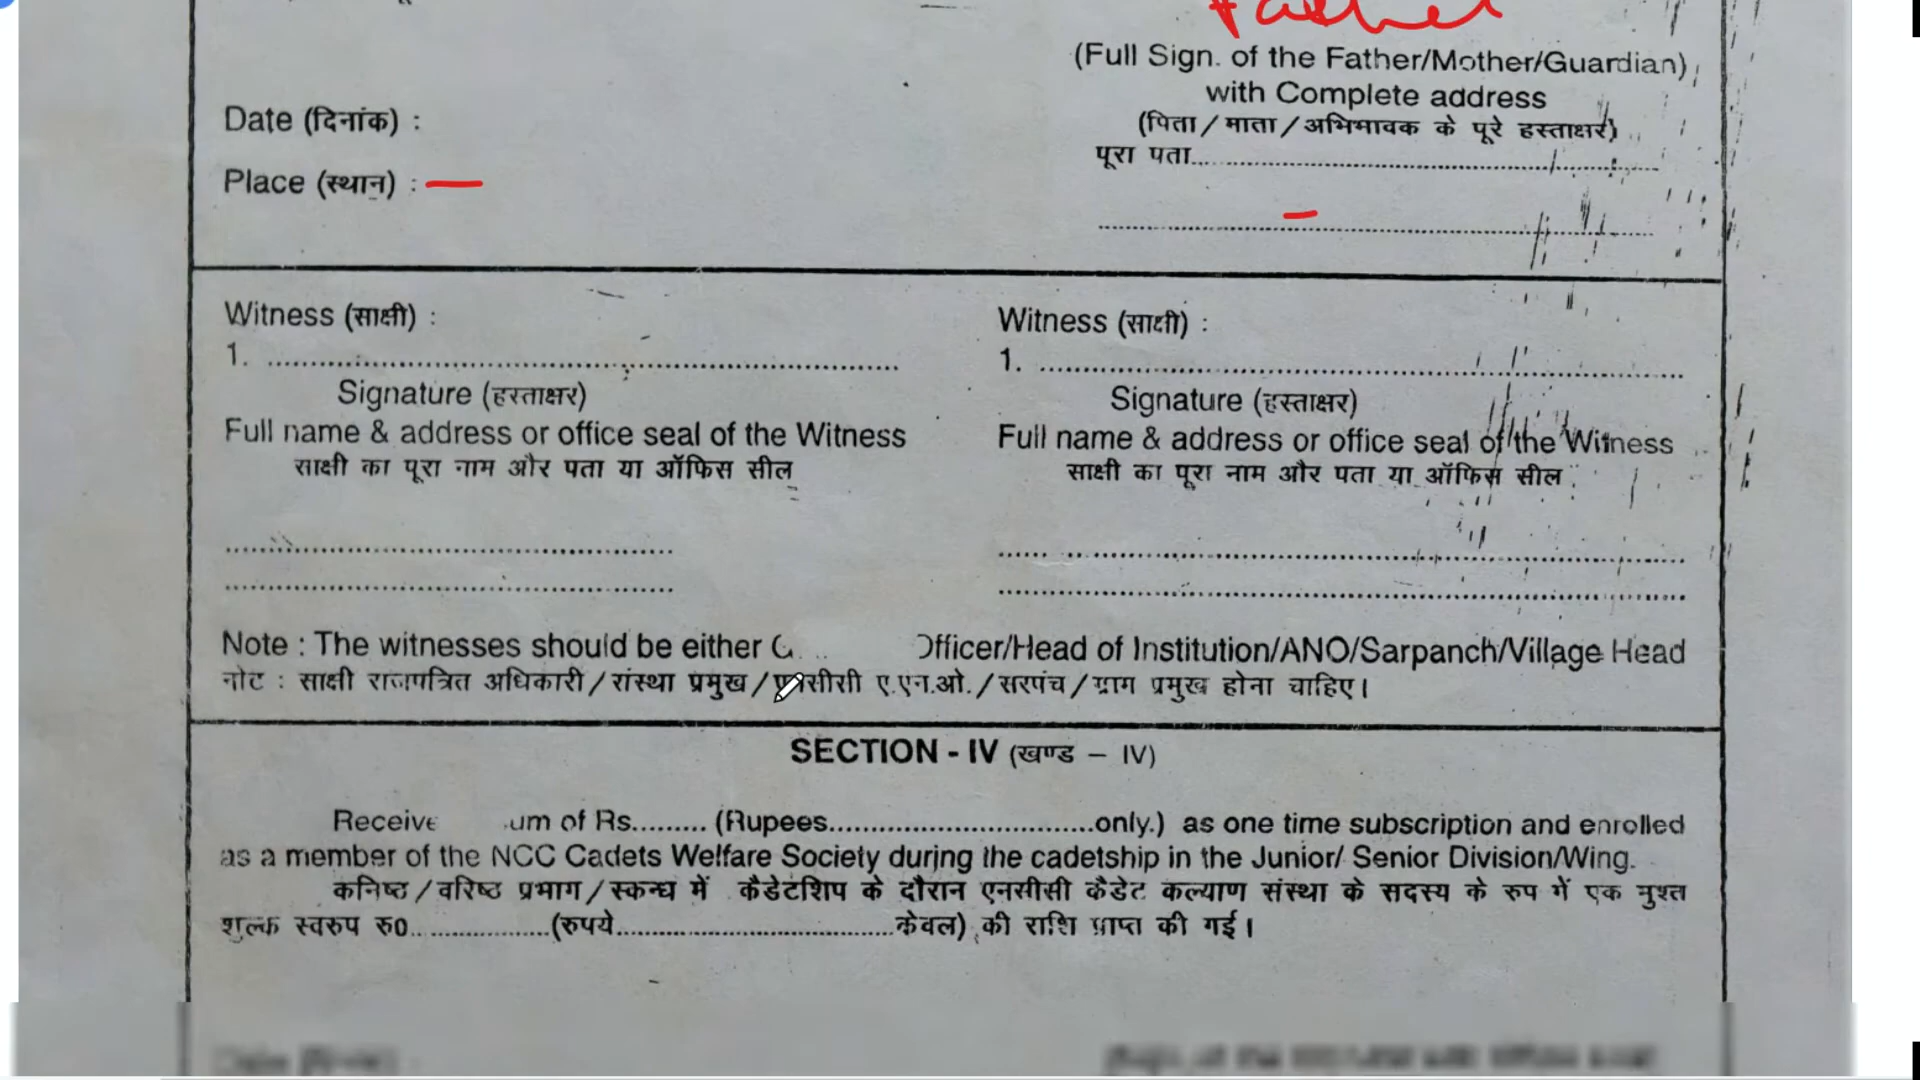 Father
(Full Sign. of the Father/Mother/Guardian)
with Complete address
(पिता/माता/अभिभावक के पूरे हस्ताक्षर)
पूरा पता
Date (दिनांक) :
Place (स्थान) :
Witness (साक्षी) :
1.
Signature (हस्ताक्षर)
Full name & address or office seal of the Witness
साक्षी का पूरा नाम और पता या ऑफिस सील
Witness (साक्षी) :
1.
Signature (हस्ताक्षर)
Full name & address or office seal of the Witness
साक्षी का पूरा नाम और पता या ऑफिस सील
Note : The witnesses should be either Officer/Head of Institution/ANO/Sarpanch/Village Head
नोट : साक्षी राजपत्रित अधिकारी/संस्था प्रमुख/एनसीसी ए.एन.ओ./सरपंच/ग्राम प्रमुख होना चाहिए।
SECTION - IV (खण्ड – IV)
of Rs......... (Rupees.................................only.) as one time subscription and enrolled
as a member of the NCC Cadets Welfare Society during the cadetship in the Junior/ Senior Division/Wing.
कनिष्ठ/वरिष्ठ प्रभाग/स्कन्ध में कैडेटशिप के दौरान एनसीसी कैडेट कल्याण संस्था के सदस्य के रुप में एक मुश्त
शुल्क स्वरुप रु0.................(रुपये...................................केवल) की राशि प्राप्त की गई।